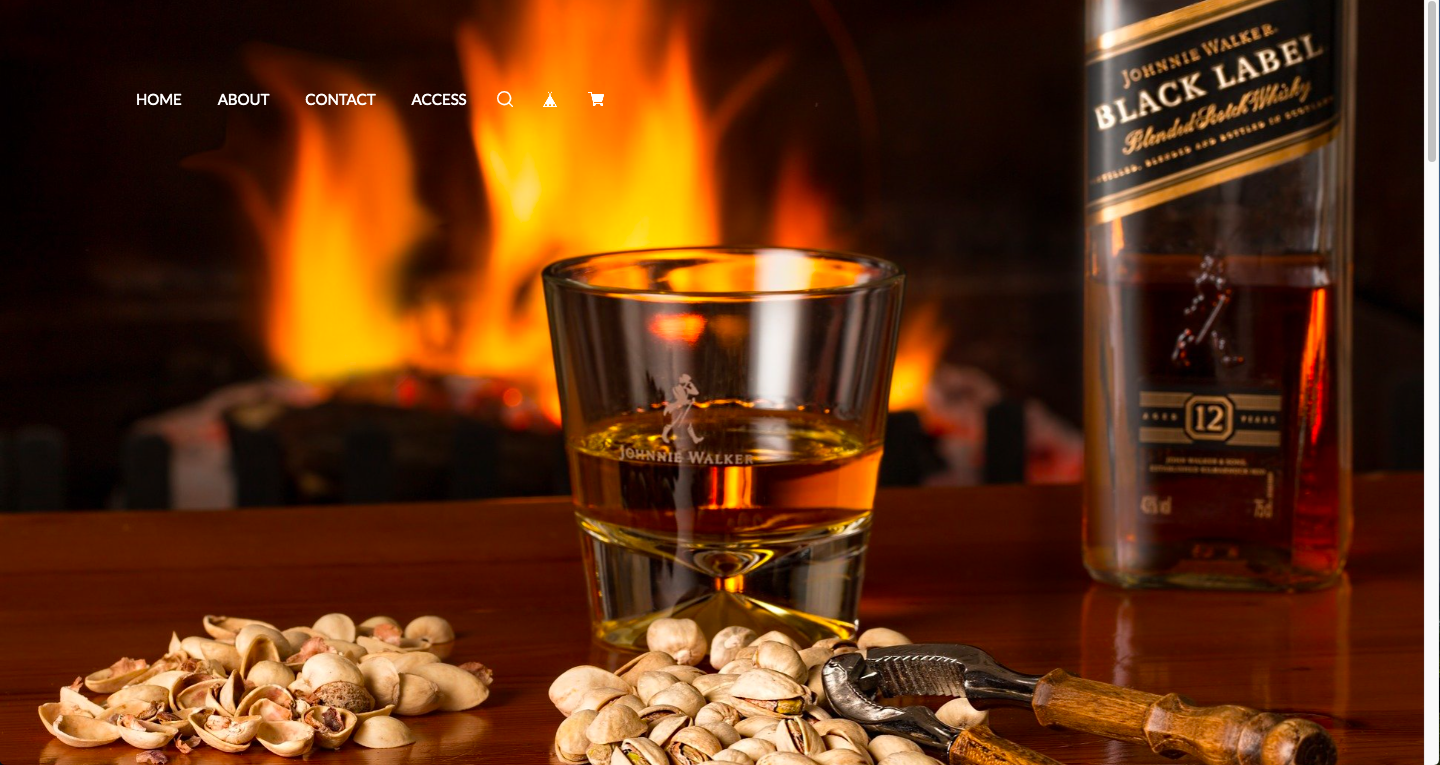 HOME ABOUT CONTACT ACCESS
JOHNNIE WALKER
BLACK LABEL
Blended Scotch Whisky
AGED 12 YEARS
JOHNNIE WALKER